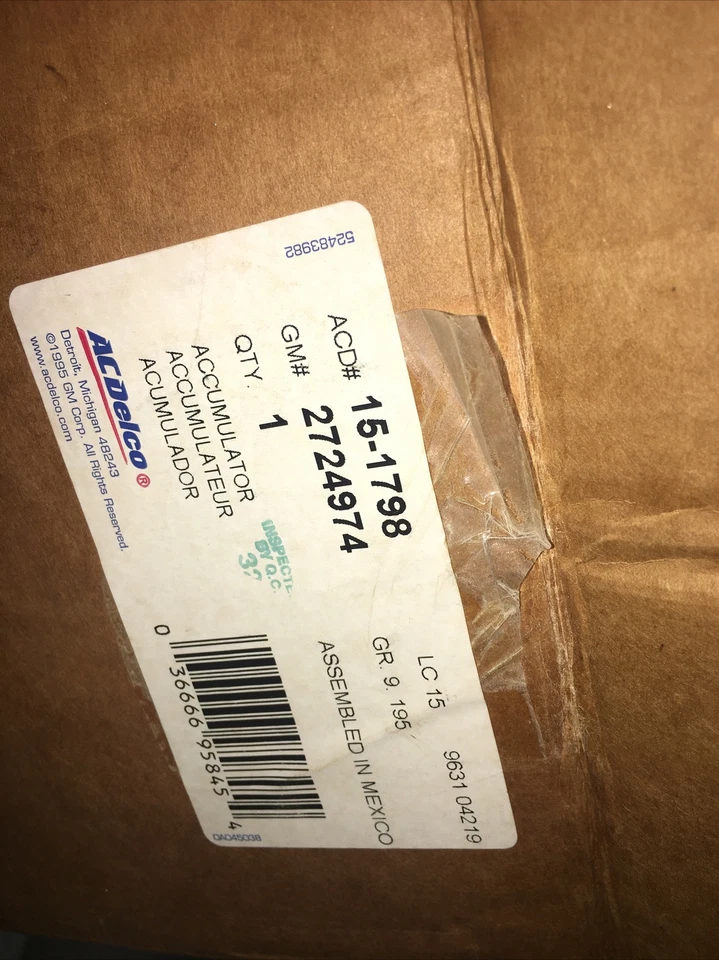 52483982
ACD# 15-1798
GM# 2724974
QTY. 1
ACCUMULATOR
ACCUMULATEUR
ACUMULADOR
INSPECTE
BY Q.C.
LC 15 9631 04219
GR. 9. 195
ASSEMBLED IN MEXICO
ACDelco®
Detroit, Michigan 48243
©1995 GM Corp. All Rights Reserved.
www.acdelco.com
0 36666 95845 4
0A045038